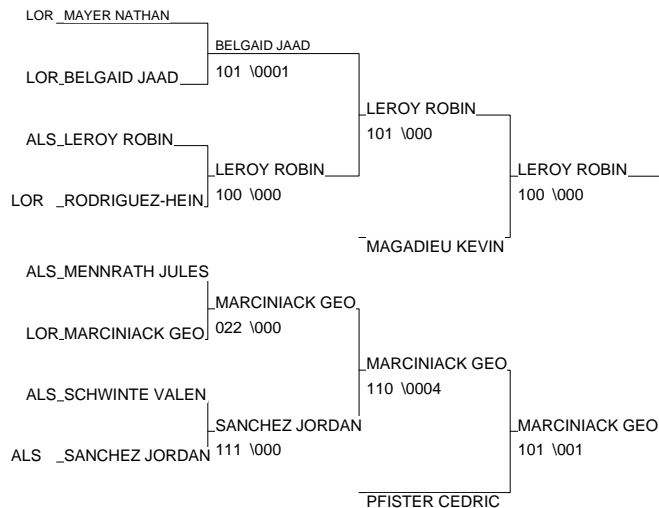 LOR MAYER NATHAN
BELGAID JAAD
101 \0001
LOR_BELGAID JAAD
LEROY ROBIN
101 \000
ALS_LEROY ROBIN
LEROY ROBIN
100 \000
LEROY ROBIN
100 \000
LOR _RODRIGUEZ-HEIN
MAGADIEU KEVIN
ALS_MENNRATH JULES
MARCINIACK GEO
022 \000
LOR_MARCINIACK GEO
MARCINIACK GEO
110 \0004
ALS_SCHWINTE VALEN
SANCHEZ JORDAN
111 \000
MARCINIACK GEO
101 \001
ALS _SANCHEZ JORDAN
PFISTER CEDRIC